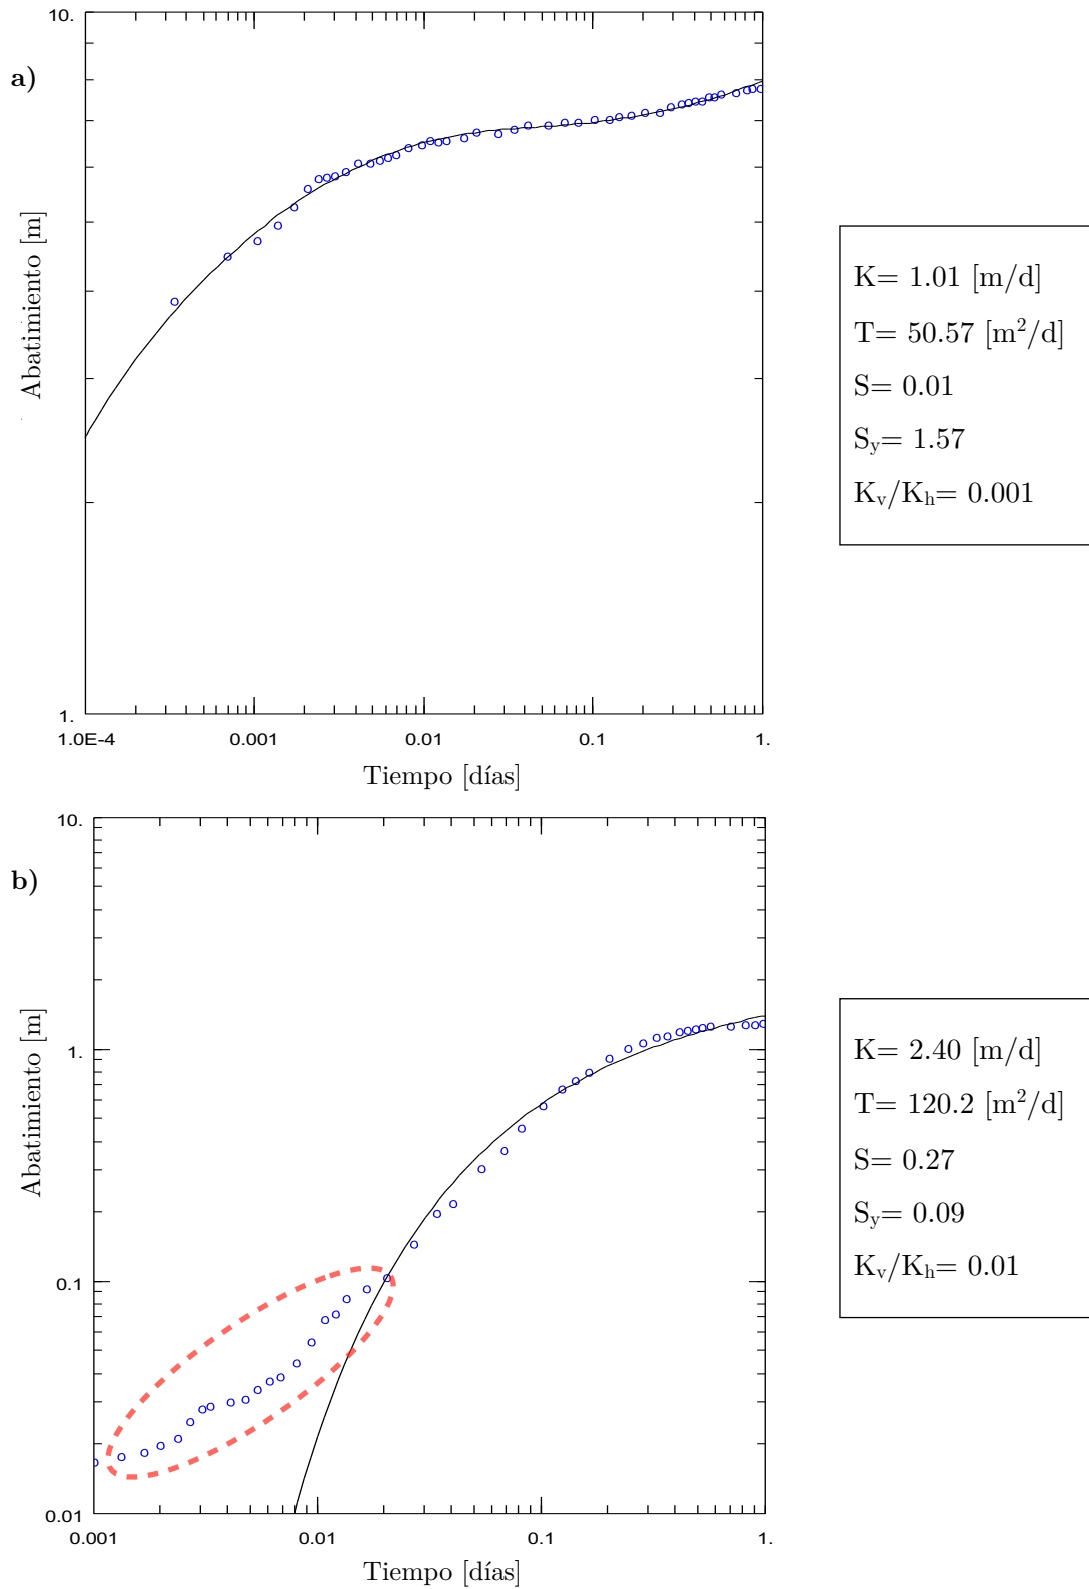 10.
a)
Abatimiento [m]
1.
1.0E-4 0.001 0.01 0.1 1.
Tiempo [días]
K= 1.01 [m/d]
T= 50.57 [m²/d]
S= 0.01
Sᵧ= 1.57
Kᵥ/Kₕ= 0.001
10.
b)
Abatimiento [m]
1.
0.1
0.01
0.001 0.01 0.1 1.
Tiempo [días]
K= 2.40 [m/d]
T= 120.2 [m²/d]
S= 0.27
Sᵧ= 0.09
Kᵥ/Kₕ= 0.01